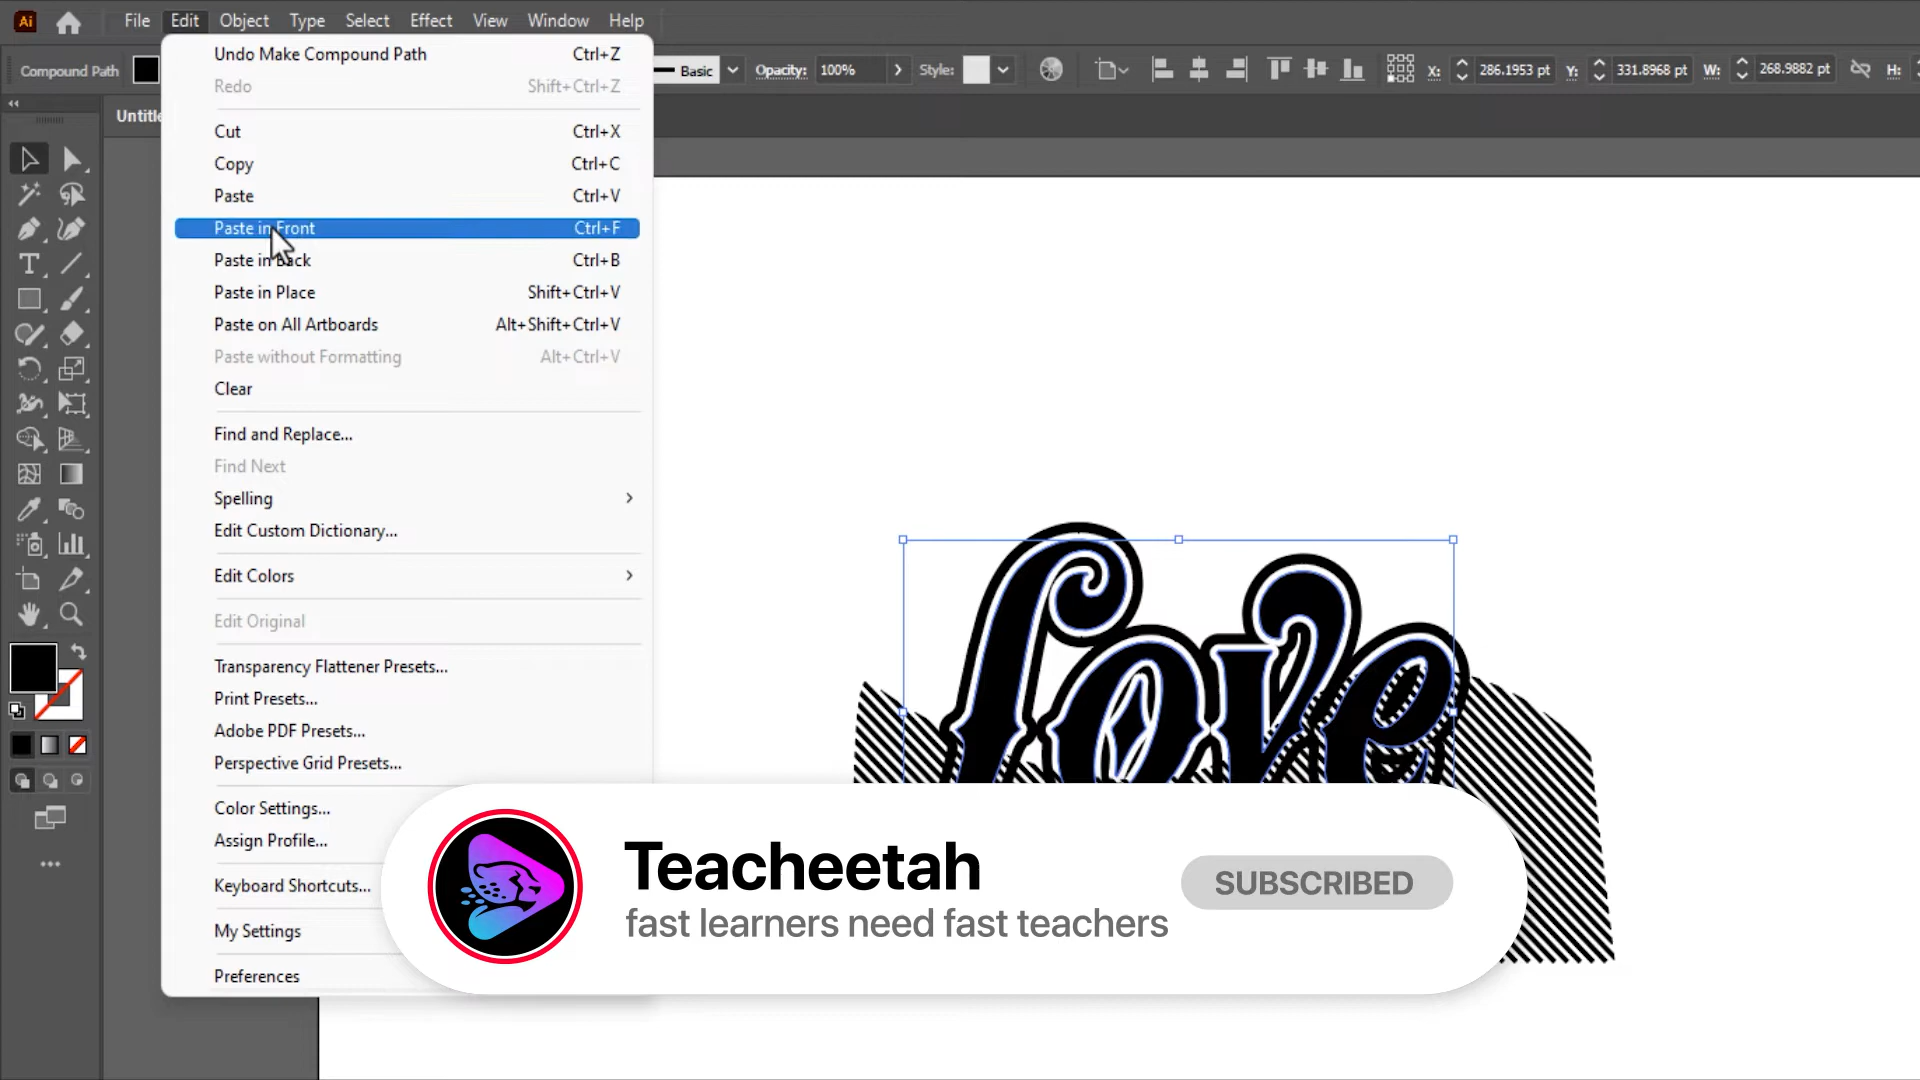 Ai File Edit Object Type Select Effect View Window Help
Compound Path Basic Opacity: 100% Style: X: 286.1953 pt Y: 331.8968 pt W: 268.9882 pt H:
Undo Make Compound Path Ctrl+Z
Redo Shift+Ctrl+Z
Cut Ctrl+X
Copy Ctrl+C
Paste Ctrl+V
Paste in Front Ctrl+F
Paste in Back Ctrl+B
Paste in Place Shift+Ctrl+V
Paste on All Artboards Alt+Shift+Ctrl+V
Paste without Formatting Alt+Ctrl+V
Clear
Find and Replace...
Find Next
Spelling
Edit Custom Dictionary...
Edit Colors
Edit Original
Transparency Flattener Presets...
Print Presets...
Adobe PDF Presets...
Perspective Grid Presets...
Color Settings...
Assign Profile...
Keyboard Shortcuts...
My Settings
Preferences
love
Teacheetah
fast learners need fast teachers
SUBSCRIBED